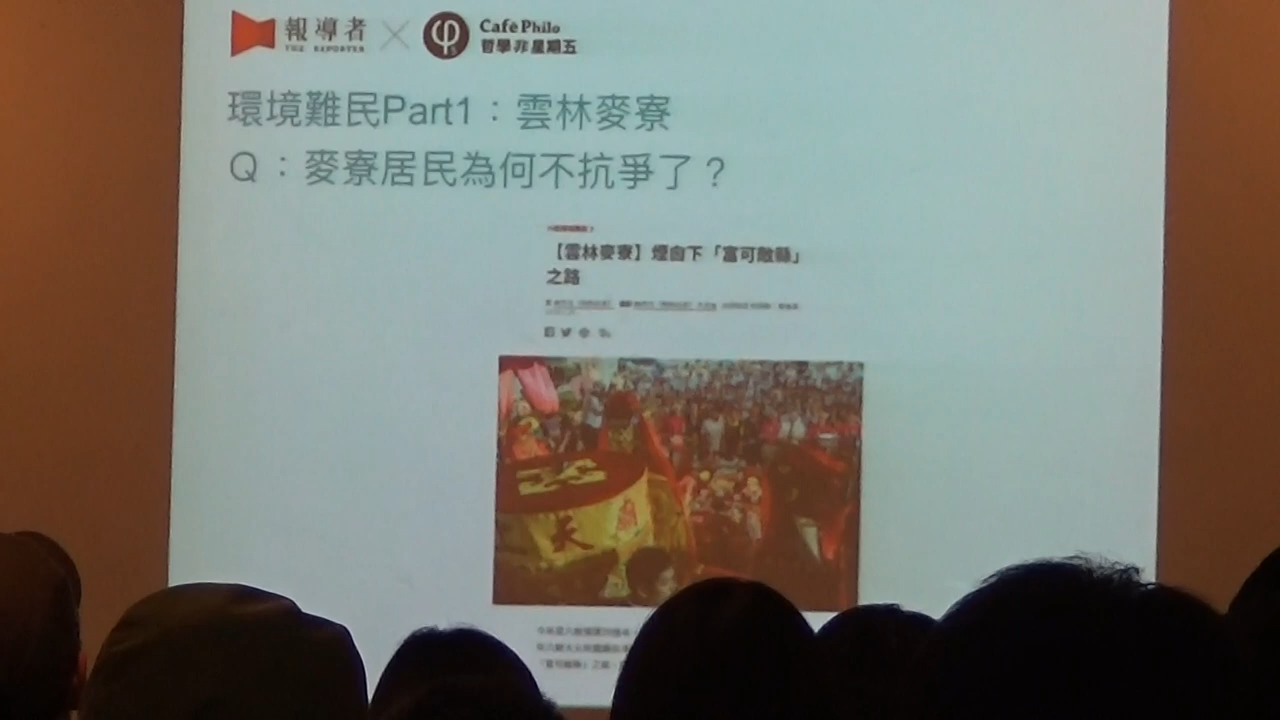 報導者
THE REPORTER
Café Philo
哲學非星期五
環境難民Part1：雲林麥寮
Q：麥寮居民為何不抗爭了？
【雲林麥寮】煙囪下「富可敵縣」
之路
天